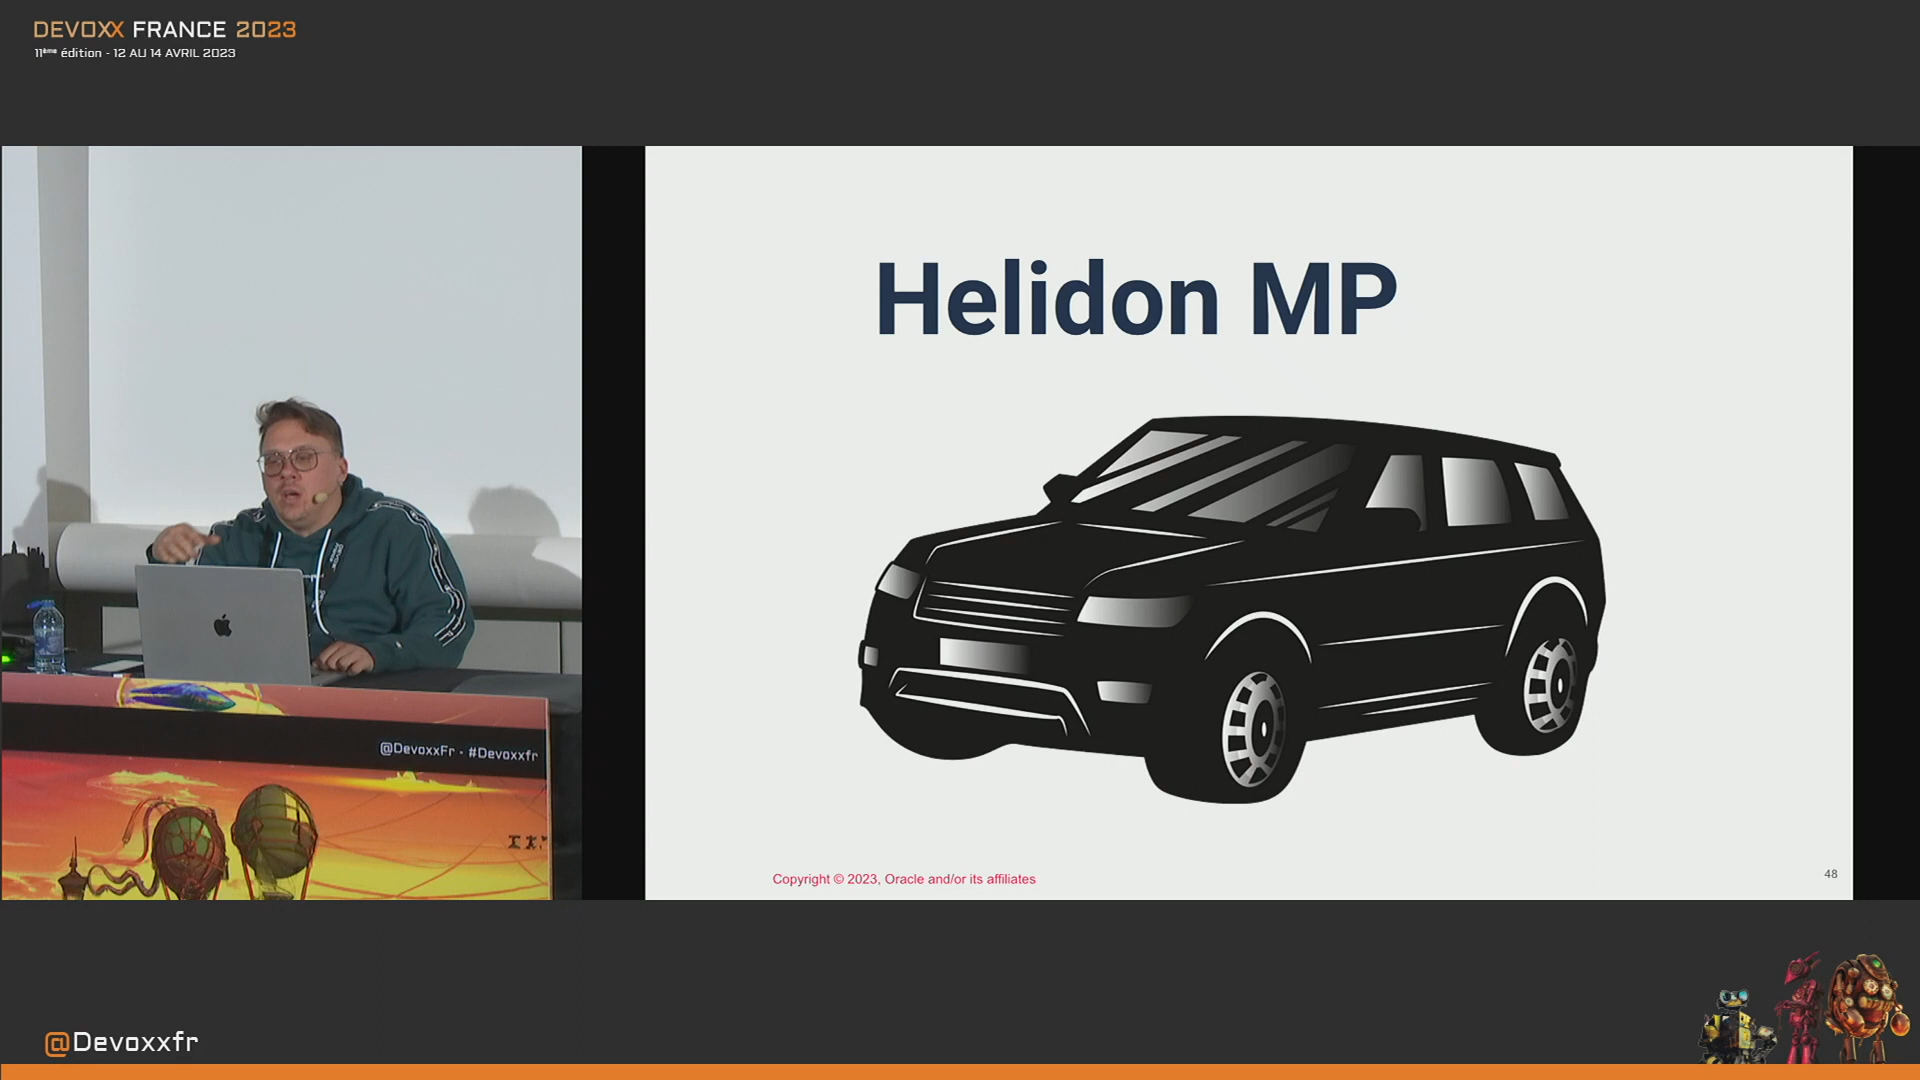 DEVOXX FRANCE 2023
11ème édition - 12 AU 14 AVRIL 2023
Helidon MP
@DevoxxFr - #Devoxxfr
Copyright © 2023, Oracle and/or its affiliates
48
@Devoxxfr